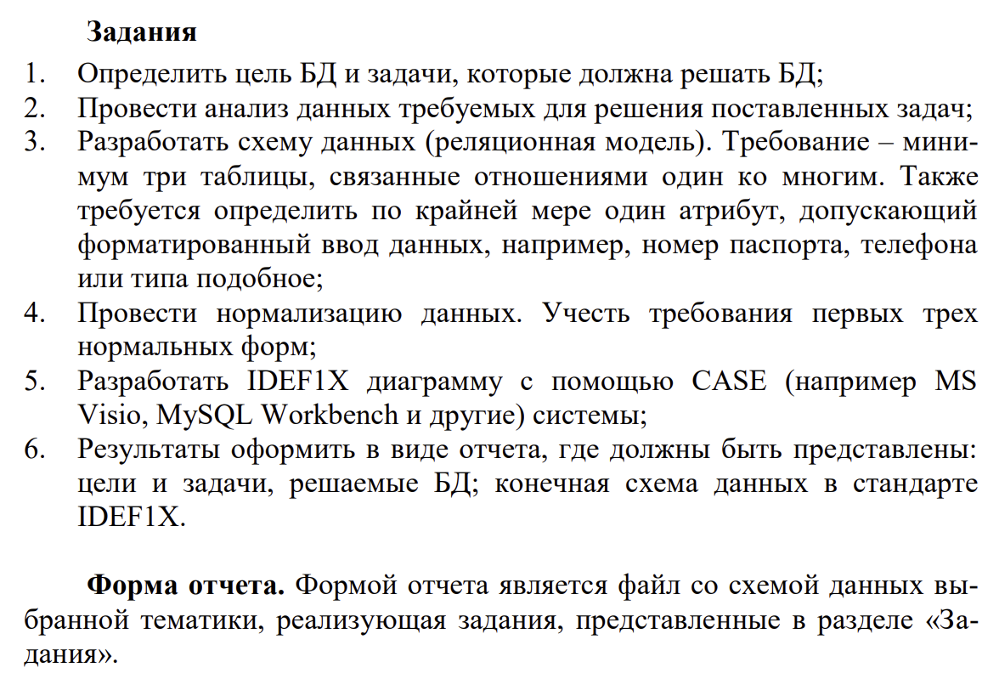 Задания
1. Определить цель БД и задачи, которые должна решать БД;
2. Провести анализ данных требуемых для решения поставленных задач;
3. Разработать схему данных (реляционная модель). Требование – мини-
мум три таблицы, связанные отношениями один ко многим. Также
требуется определить по крайней мере один атрибут, допускающий
форматированный ввод данных, например, номер паспорта, телефона
или типа подобное;
4. Провести нормализацию данных. Учесть требования первых трех
нормальных форм;
5. Разработать IDEF1X диаграмму с помощью CASE (например MS
Visio, MySQL Workbench и другие) системы;
6. Результаты оформить в виде отчета, где должны быть представлены:
цели и задачи, решаемые БД; конечная схема данных в стандарте
IDEF1X.
Форма отчета. Формой отчета является файл со схемой данных вы-
бранной тематики, реализующая задания, представленные в разделе «За-
дания».